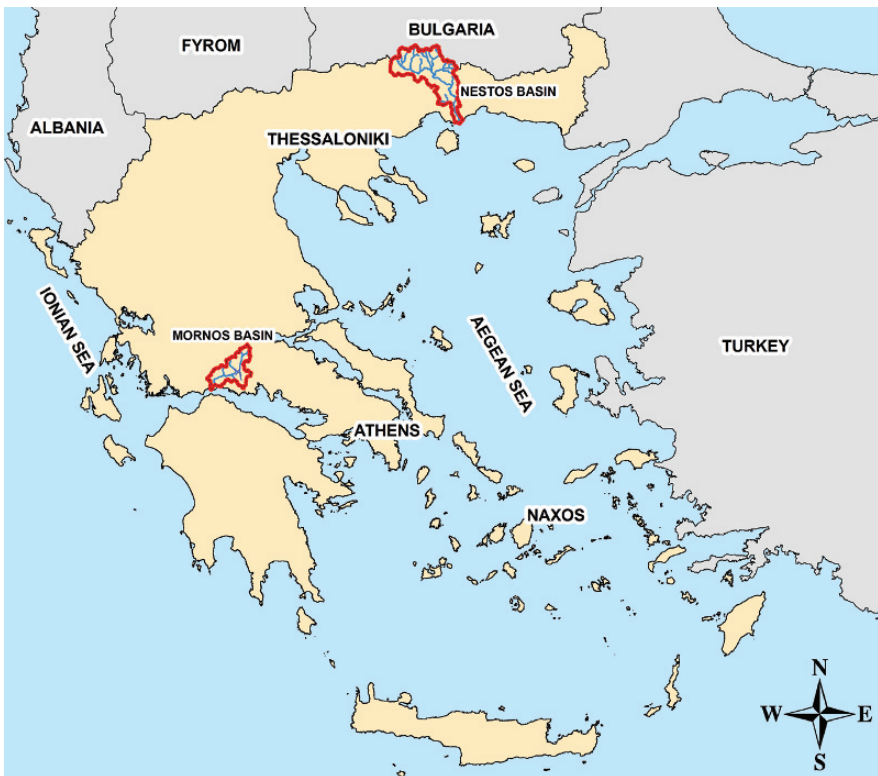 BULGARIA
FYROM
NESTOS BASIN
ALBANIA
THESSALONIKI
IONIAN SEA
MORNOS BASIN
AEGEAN SEA
TURKEY
ATHENS
NAXOS
N
W E
S